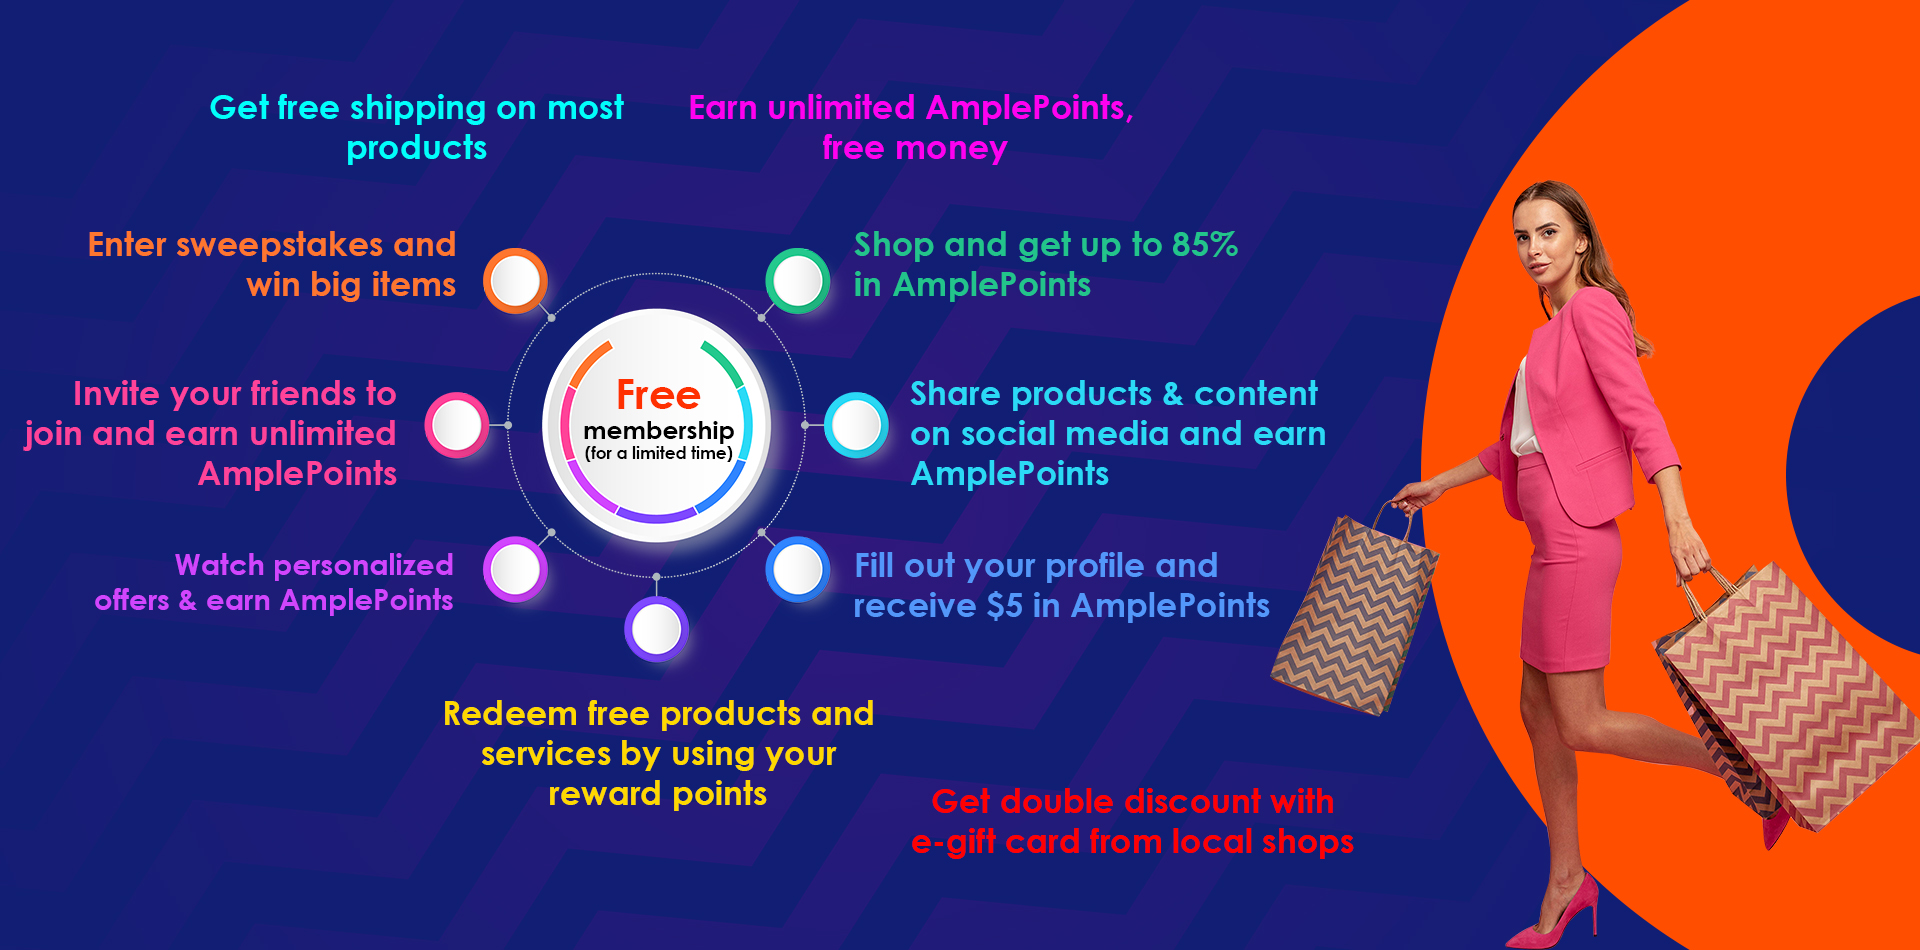 Get free shipping on most
products
Earn unlimited AmplePoints,
free money
Enter sweepstakes and
win big items
Shop and get up to 85%
in AmplePoints
Invite your friends to
join and earn unlimited
AmplePoints
Free
membership
(for a limited time)
Share products & content
on social media and earn
AmplePoints
Watch personalized
offers & earn AmplePoints
Fill out your profile and
receive $5 in AmplePoints
Redeem free products and
services by using your
reward points
Get double discount with
e-gift card from local shops